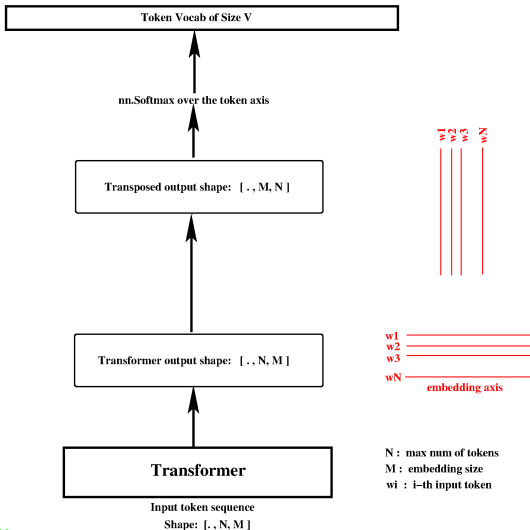 Token Vocab of Size V
nn.Softmax over the token axis
w1
w2
w3
wN
Transposed output shape: [ . , M, N ]
Transformer output shape: [ . , N, M ]
w1
w2
w3
wN
embedding axis
Transformer
N : max num of tokens
M : embedding size
wi : i-th input token
Input token sequence
Shape: [. , N, M ]